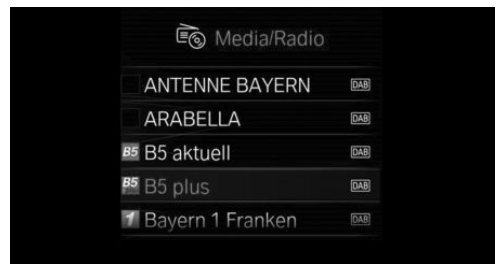 Media/Radio
ANTENNE BAYERN DAB
ARABELLA DAB
B5 B5 aktuell DAB
B5 B5 plus DAB
1 Bayern 1 Franken DAB